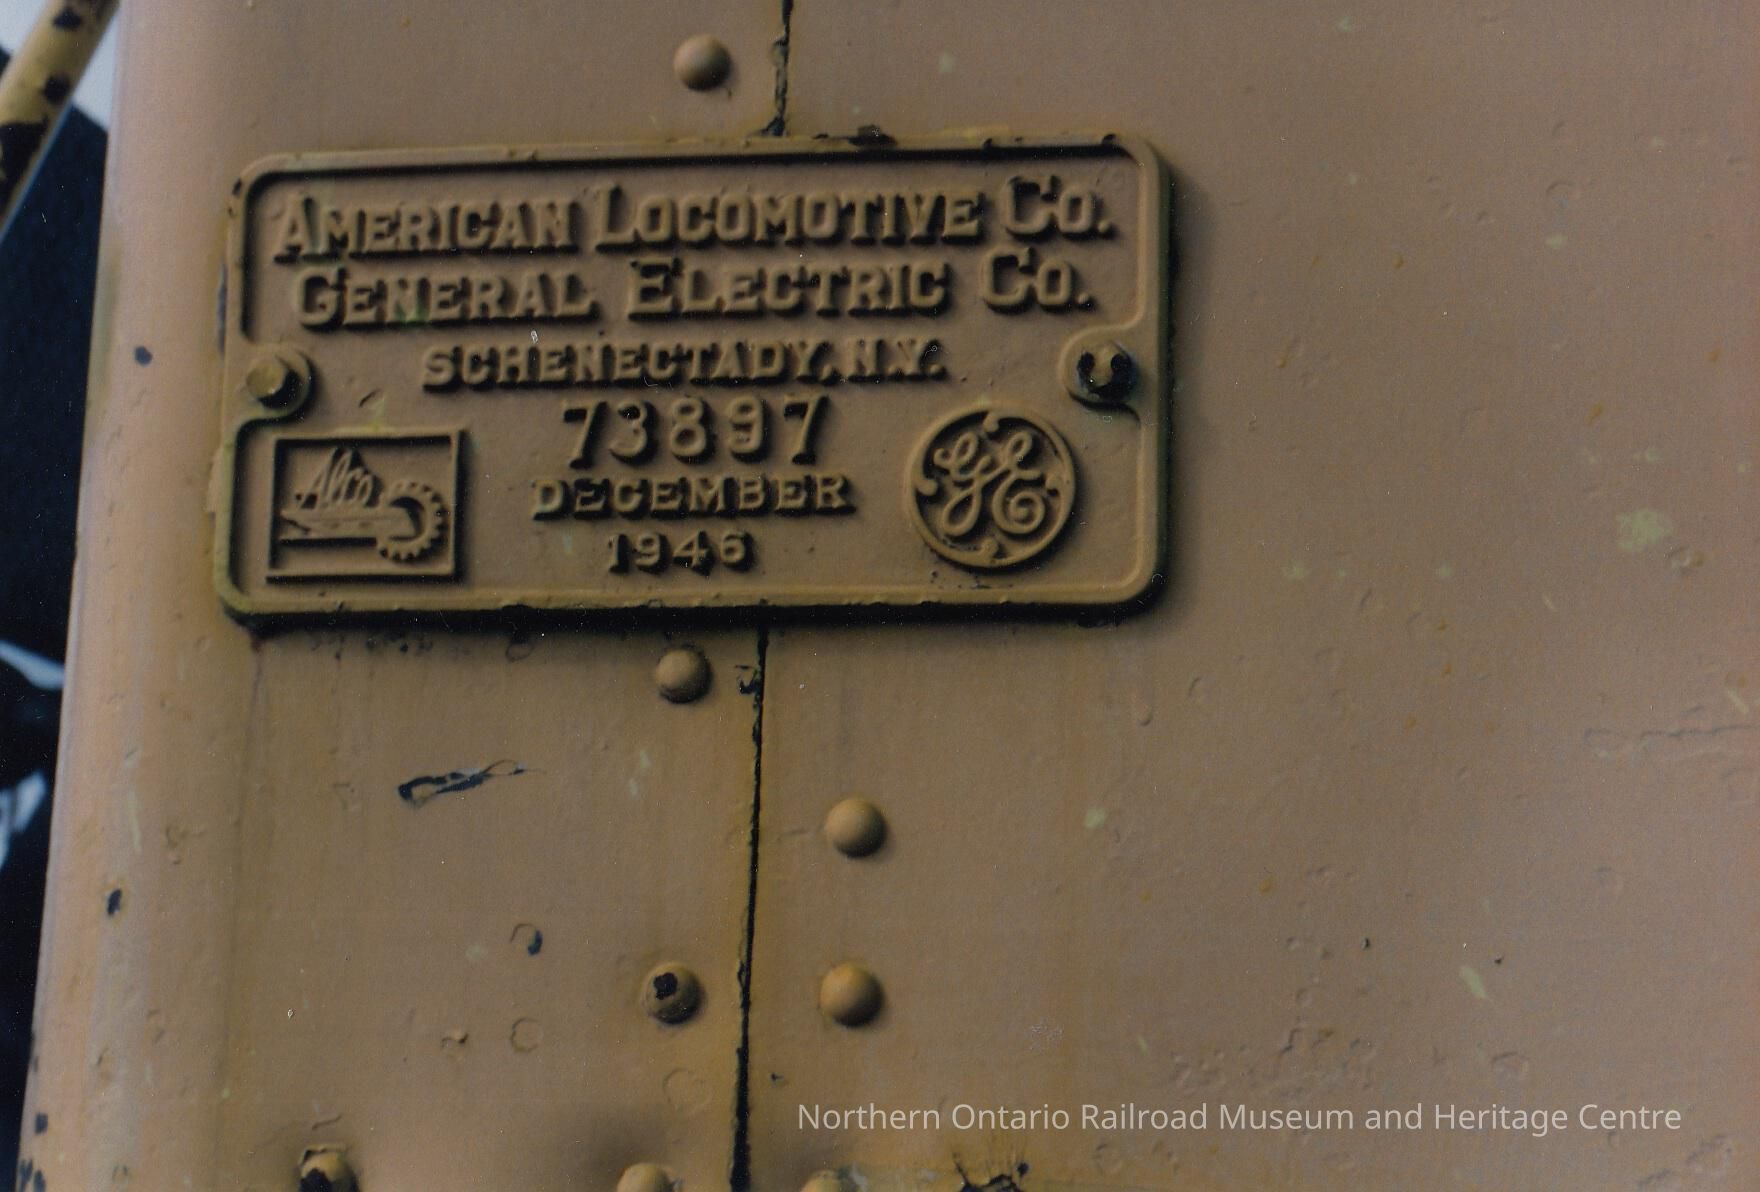 AMERICAN LOCOMOTIVE CO.
GENERAL ELECTRIC CO.
SCHENECTADY, N.Y.
73897
DECEMBER
1946
Alco
GE
Northern Ontario Railroad Museum and Heritage Centre